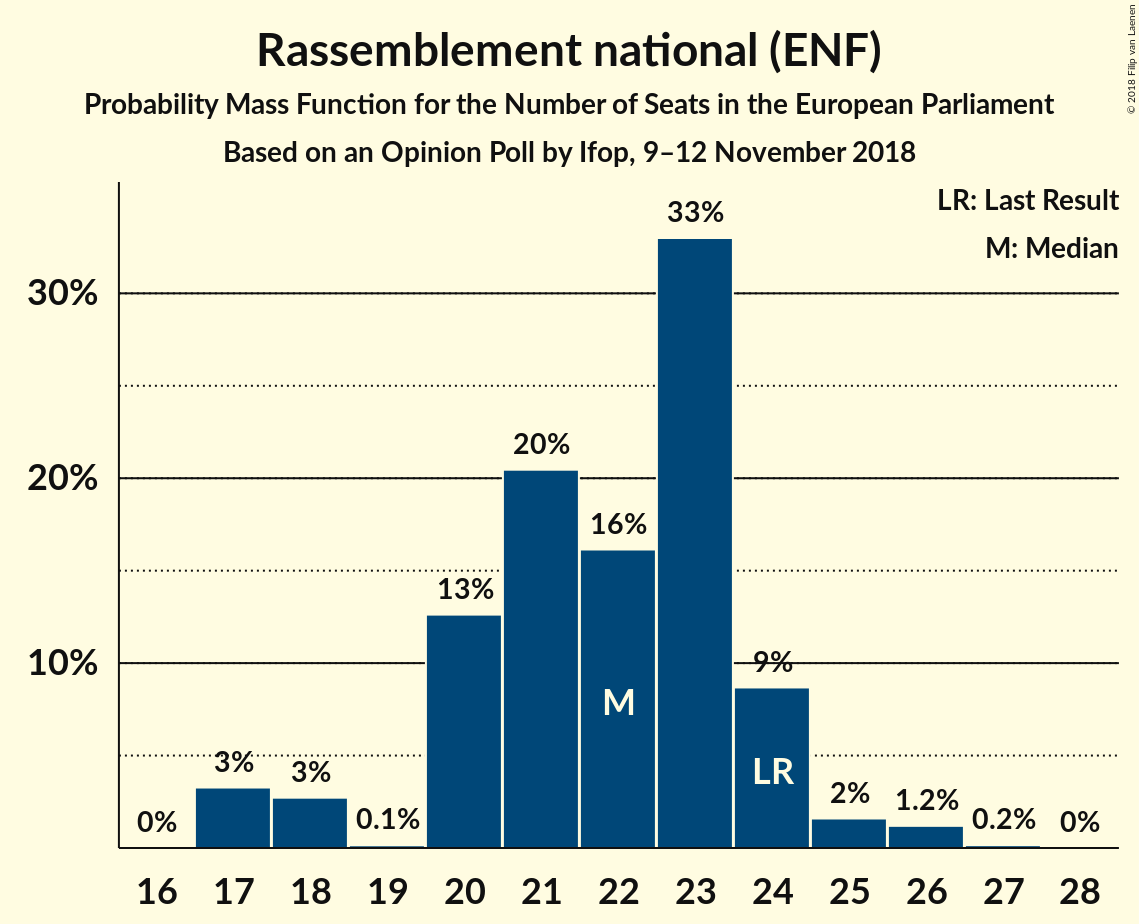 Rassemblement national (ENF)
Probability Mass Function for the Number of Seats in the European Parliament
Based on an Opinion Poll by Ifop, 9–12 November 2018
© 2018 Filip van Laenen
LR: Last Result
M: Median
33%
30%
20%
20%
16%
13%
10%
9%
M
LR
3%
3%
2%
1.2%
0%
0.1%
0.2%
0%
16 17 18 19 20 21 22 23 24 25 26 27 28